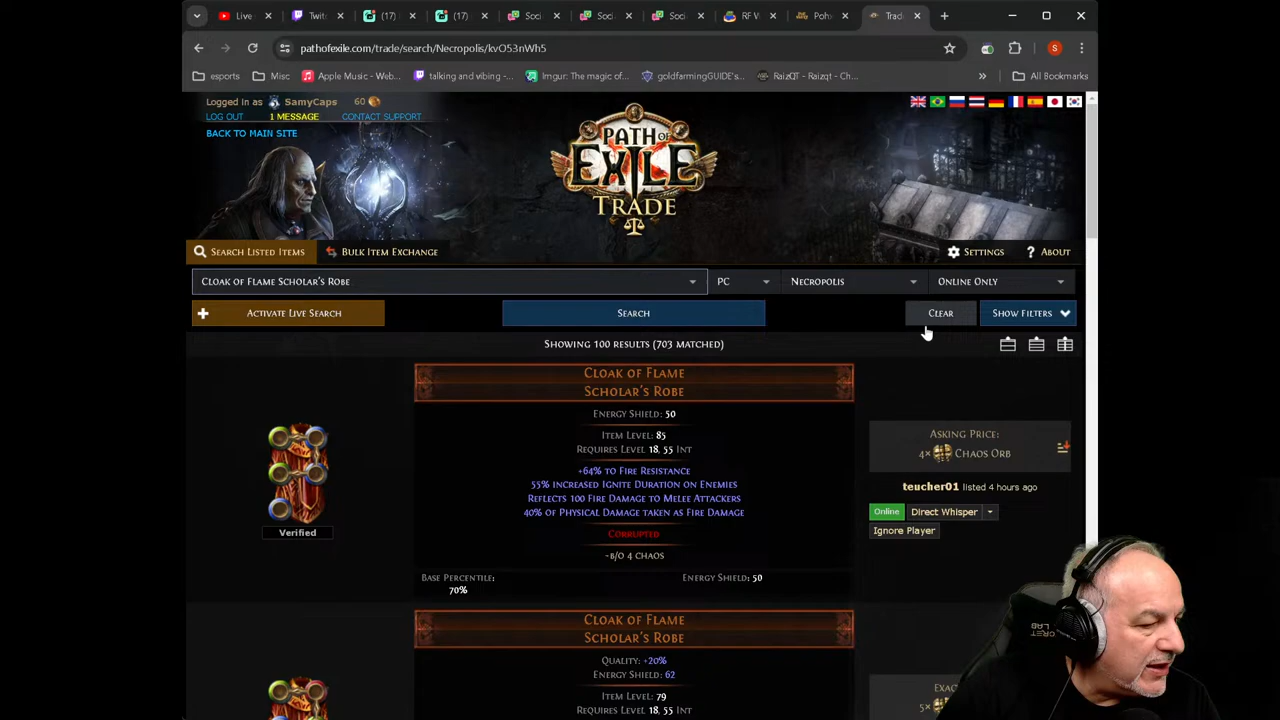 Live
Twitc
(17)
(17)
Soci
Soci
Soci
RF W
Poh
Trade
pathofexile.com/trade/search/Necropolis/kvO53nWh5
S
esports
Misc
Apple Music - Web...
talking and vibing -...
Imgur: The magic of...
goldfarmingGUIDE's...
RaizQT - Raizqt - Ch...
»
All Bookmarks
Logged in as SamyCaps 60
LOG OUT 1 MESSAGE CONTACT SUPPORT
BACK TO MAIN SITE
PATH OF
EXILE
TRADE
Search Listed Items
Bulk Item Exchange
Settings
? About
Cloak of Flame Scholar's Robe
PC
Necropolis
Online Only
Activate Live Search
Search
Clear
Show Filters
Showing 100 results (703 matched)
Cloak of Flame
Scholar's Robe
Energy Shield: 50
Item Level: 85
Requires Level 18, 55 Int
+64% to Fire Resistance
55% increased Ignite Duration on Enemies
Reflects 100 Fire Damage to Melee Attackers
40% of Physical Damage taken as Fire Damage
Corrupted
~b/o 4 chaos
Base Percentile:
70%
Energy Shield: 50
Verified
Asking Price:
4× Chaos Orb
teucher01 listed 4 hours ago
Online Direct Whisper
Ignore Player
Cloak of Flame
Scholar's Robe
Quality: +20%
Energy Shield: 62
Item Level: 79
Requires Level 18, 55 Int
5×